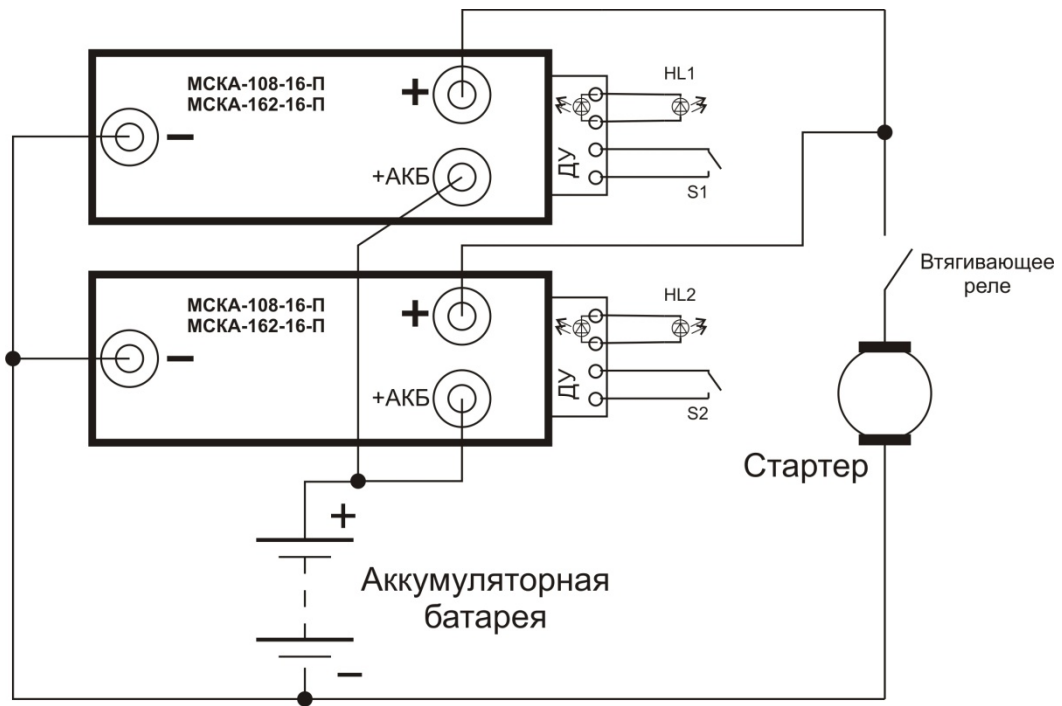 МСКА-108-16-П
МСКА-162-16-П
+
−
+АКБ
ДУ
HL1
S1
МСКА-108-16-П
МСКА-162-16-П
+
−
+АКБ
ДУ
HL2
S2
Втягивающее
реле
Стартер
+
Аккумуляторная
батарея
−